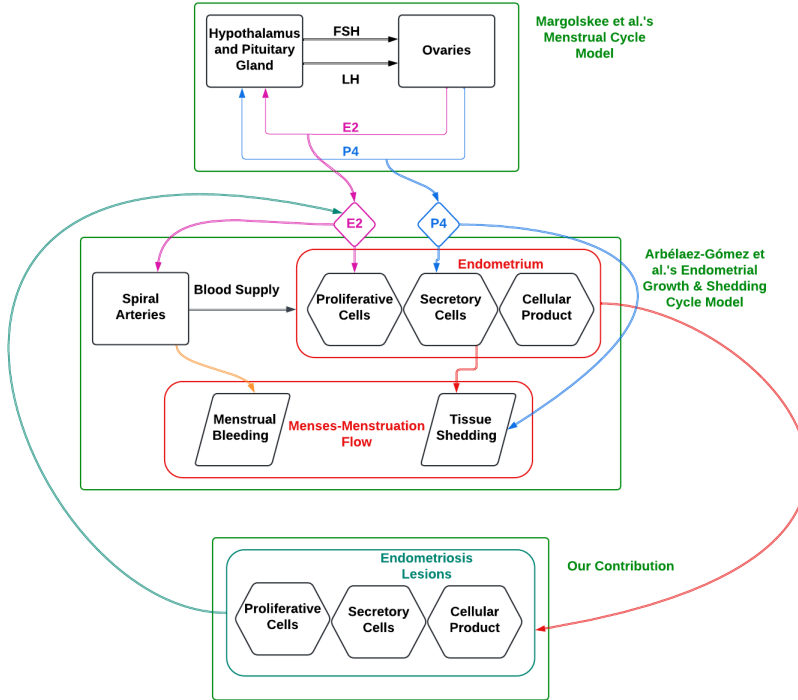 Margolskee et al.'s
Menstrual Cycle
Model
Hypothalamus
and Pituitary
Gland
FSH
LH
Ovaries
E2
P4
E2
P4
Arbélaez-Gómez et
al.'s Endometrial
Growth & Shedding
Cycle Model
Endometrium
Spiral
Arteries
Blood Supply
Proliferative
Cells
Secretory
Cells
Cellular
Product
Menstrual
Bleeding
Menses-Menstruation
Flow
Tissue
Shedding
Our Contribution
Endometriosis
Lesions
Proliferative
Cells
Secretory
Cells
Cellular
Product